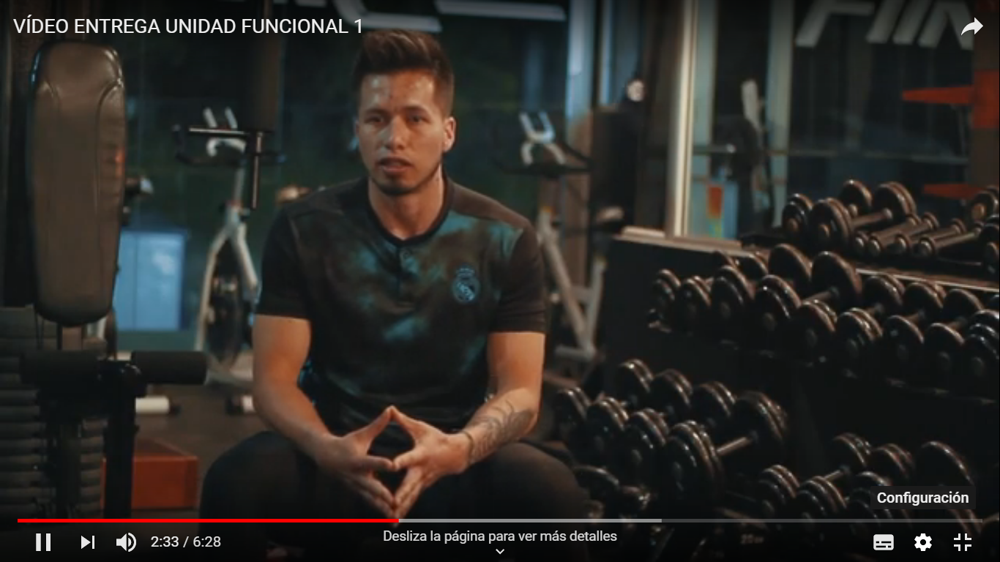 VÍDEO ENTREGA UNIDAD FUNCIONAL 1
Configuración
Desliza la página para ver más detalles
2:33 / 6:28